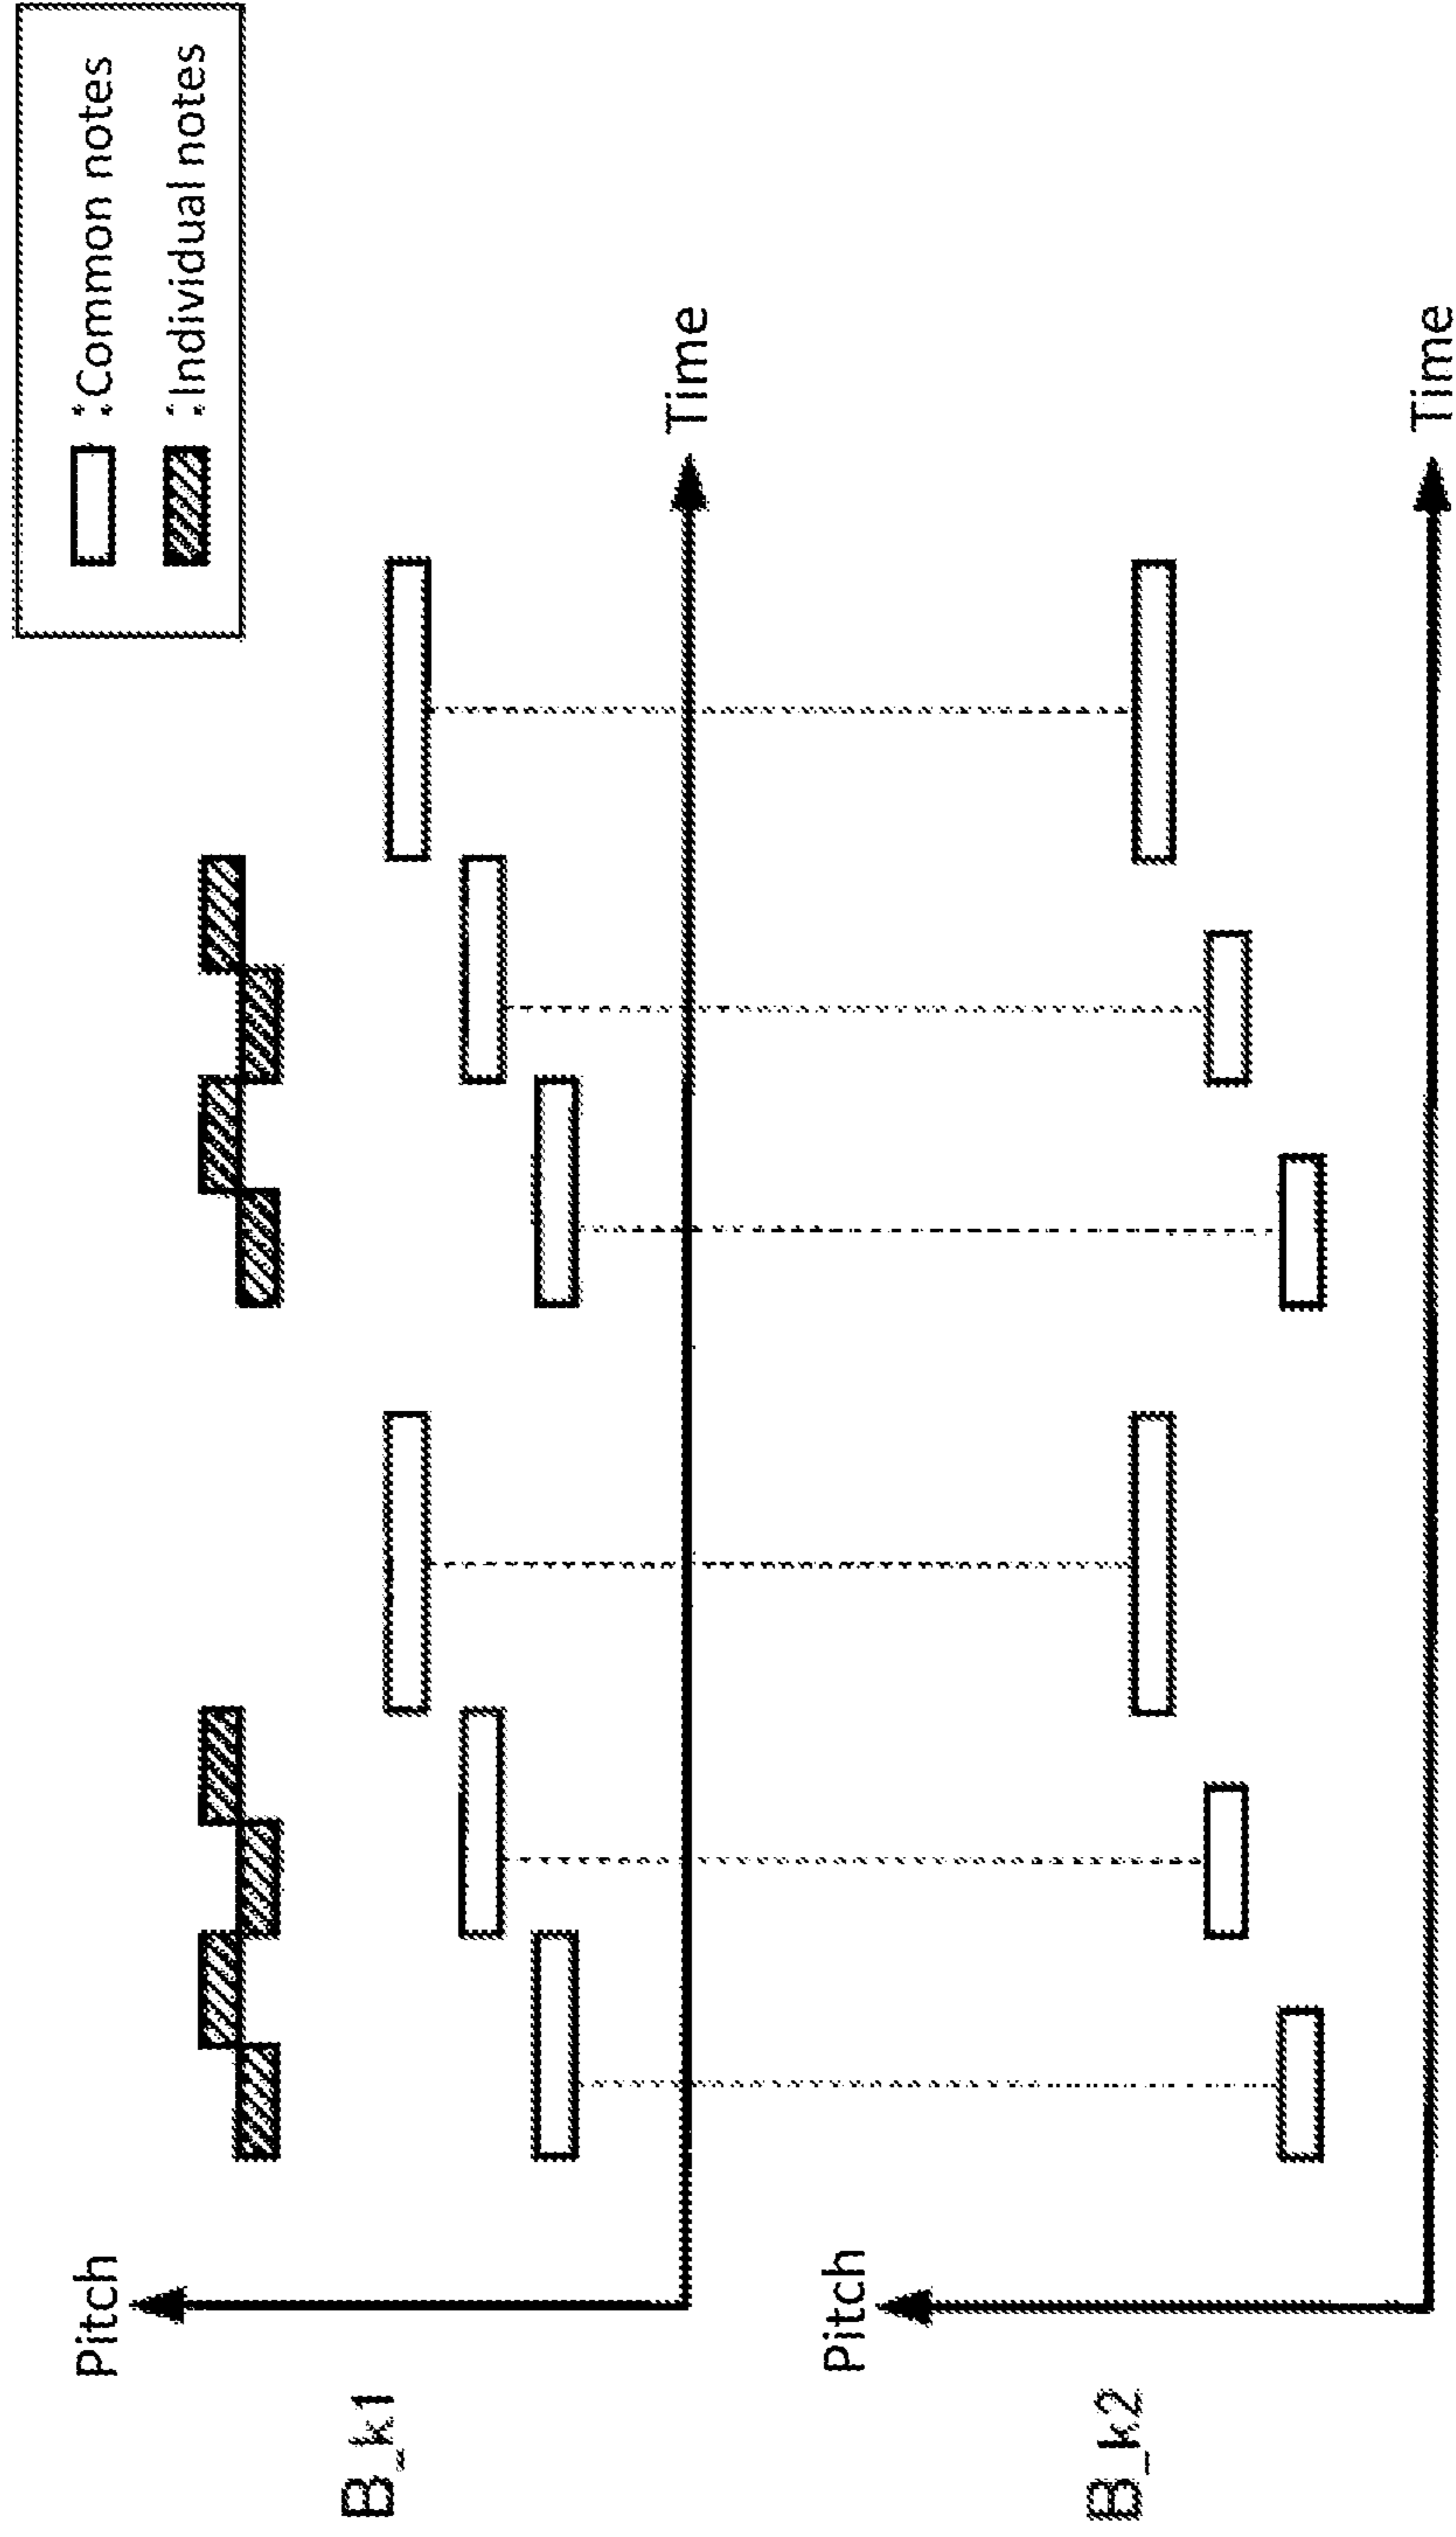 :Common notes
:Individual notes
Pitch
B_k1
Time
Pitch
B_k2
Time